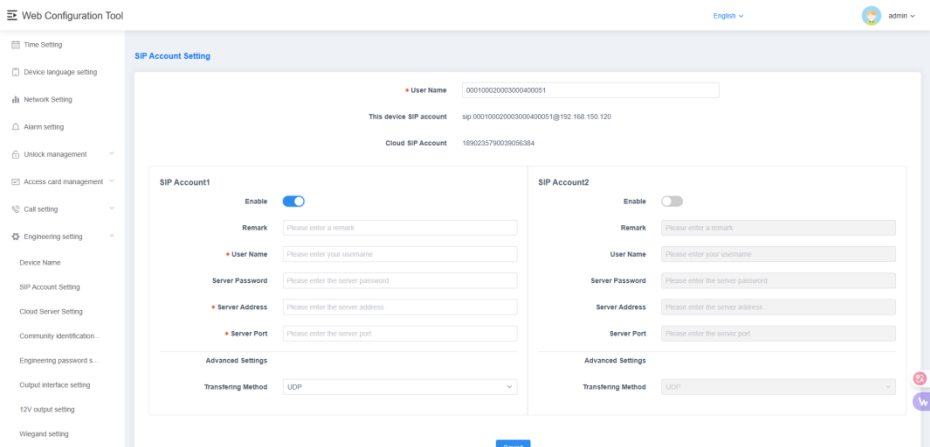 Web Configuration Tool
English
admin
Time Setting
Device language setting
Network Setting
Alarm setting
Unlock management
Access card management
Call setting
Engineering setting
Device Name
SIP Account Setting
Cloud Server Setting
Community identification...
Engineering password s...
Output interface setting
12V output setting
Wiegand setting
SIP Account Setting
* User Name 000100020003000400051
This device SIP account sip:000100020003000400051@192.168.150.120
Cloud SIP Account 1890235790039056384
SIP Account1
Enable
Remark Please enter a remark
* User Name Please enter your username
Server Password Please enter the server password
* Server Address Please enter the server address
* Server Port Please enter the server port
Advanced Settings
Transfering Method UDP
SIP Account2
Enable
Remark Please enter a remark
User Name Please enter your username
Server Password Please enter the server password
Server Address Please enter the server address
Server Port Please enter the server port
Advanced Settings
Transfering Method UDP